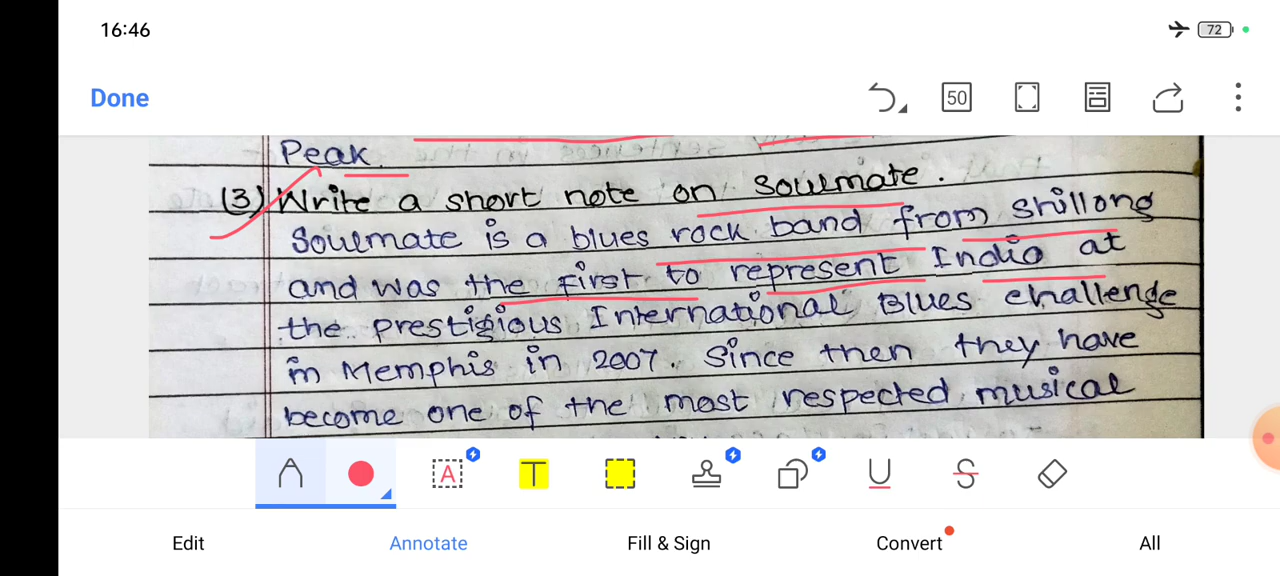 16:46
72
Done
50
Peak
(3) Write a short note on Soulmate.
Soulmate is a blues rock band from Shillong
and was the first to represent India at
the prestigious International Blues challenge
in Memphis in 2007. Since then they have
become one of the most respected musical
A
T
U
S
Edit
Annotate
Fill & Sign
Convert
All